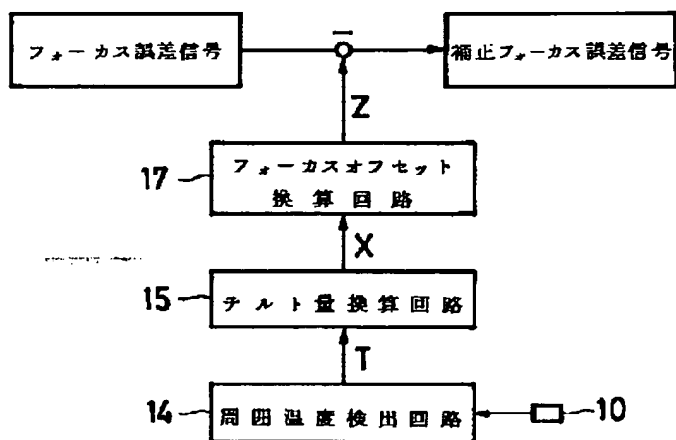 フォーカス誤差信号
補正フォーカス誤差信号
Z
17
フォーカスオフセット
換算回路
X
15
チルト量換算回路
T
14
周囲温度検出回路
10